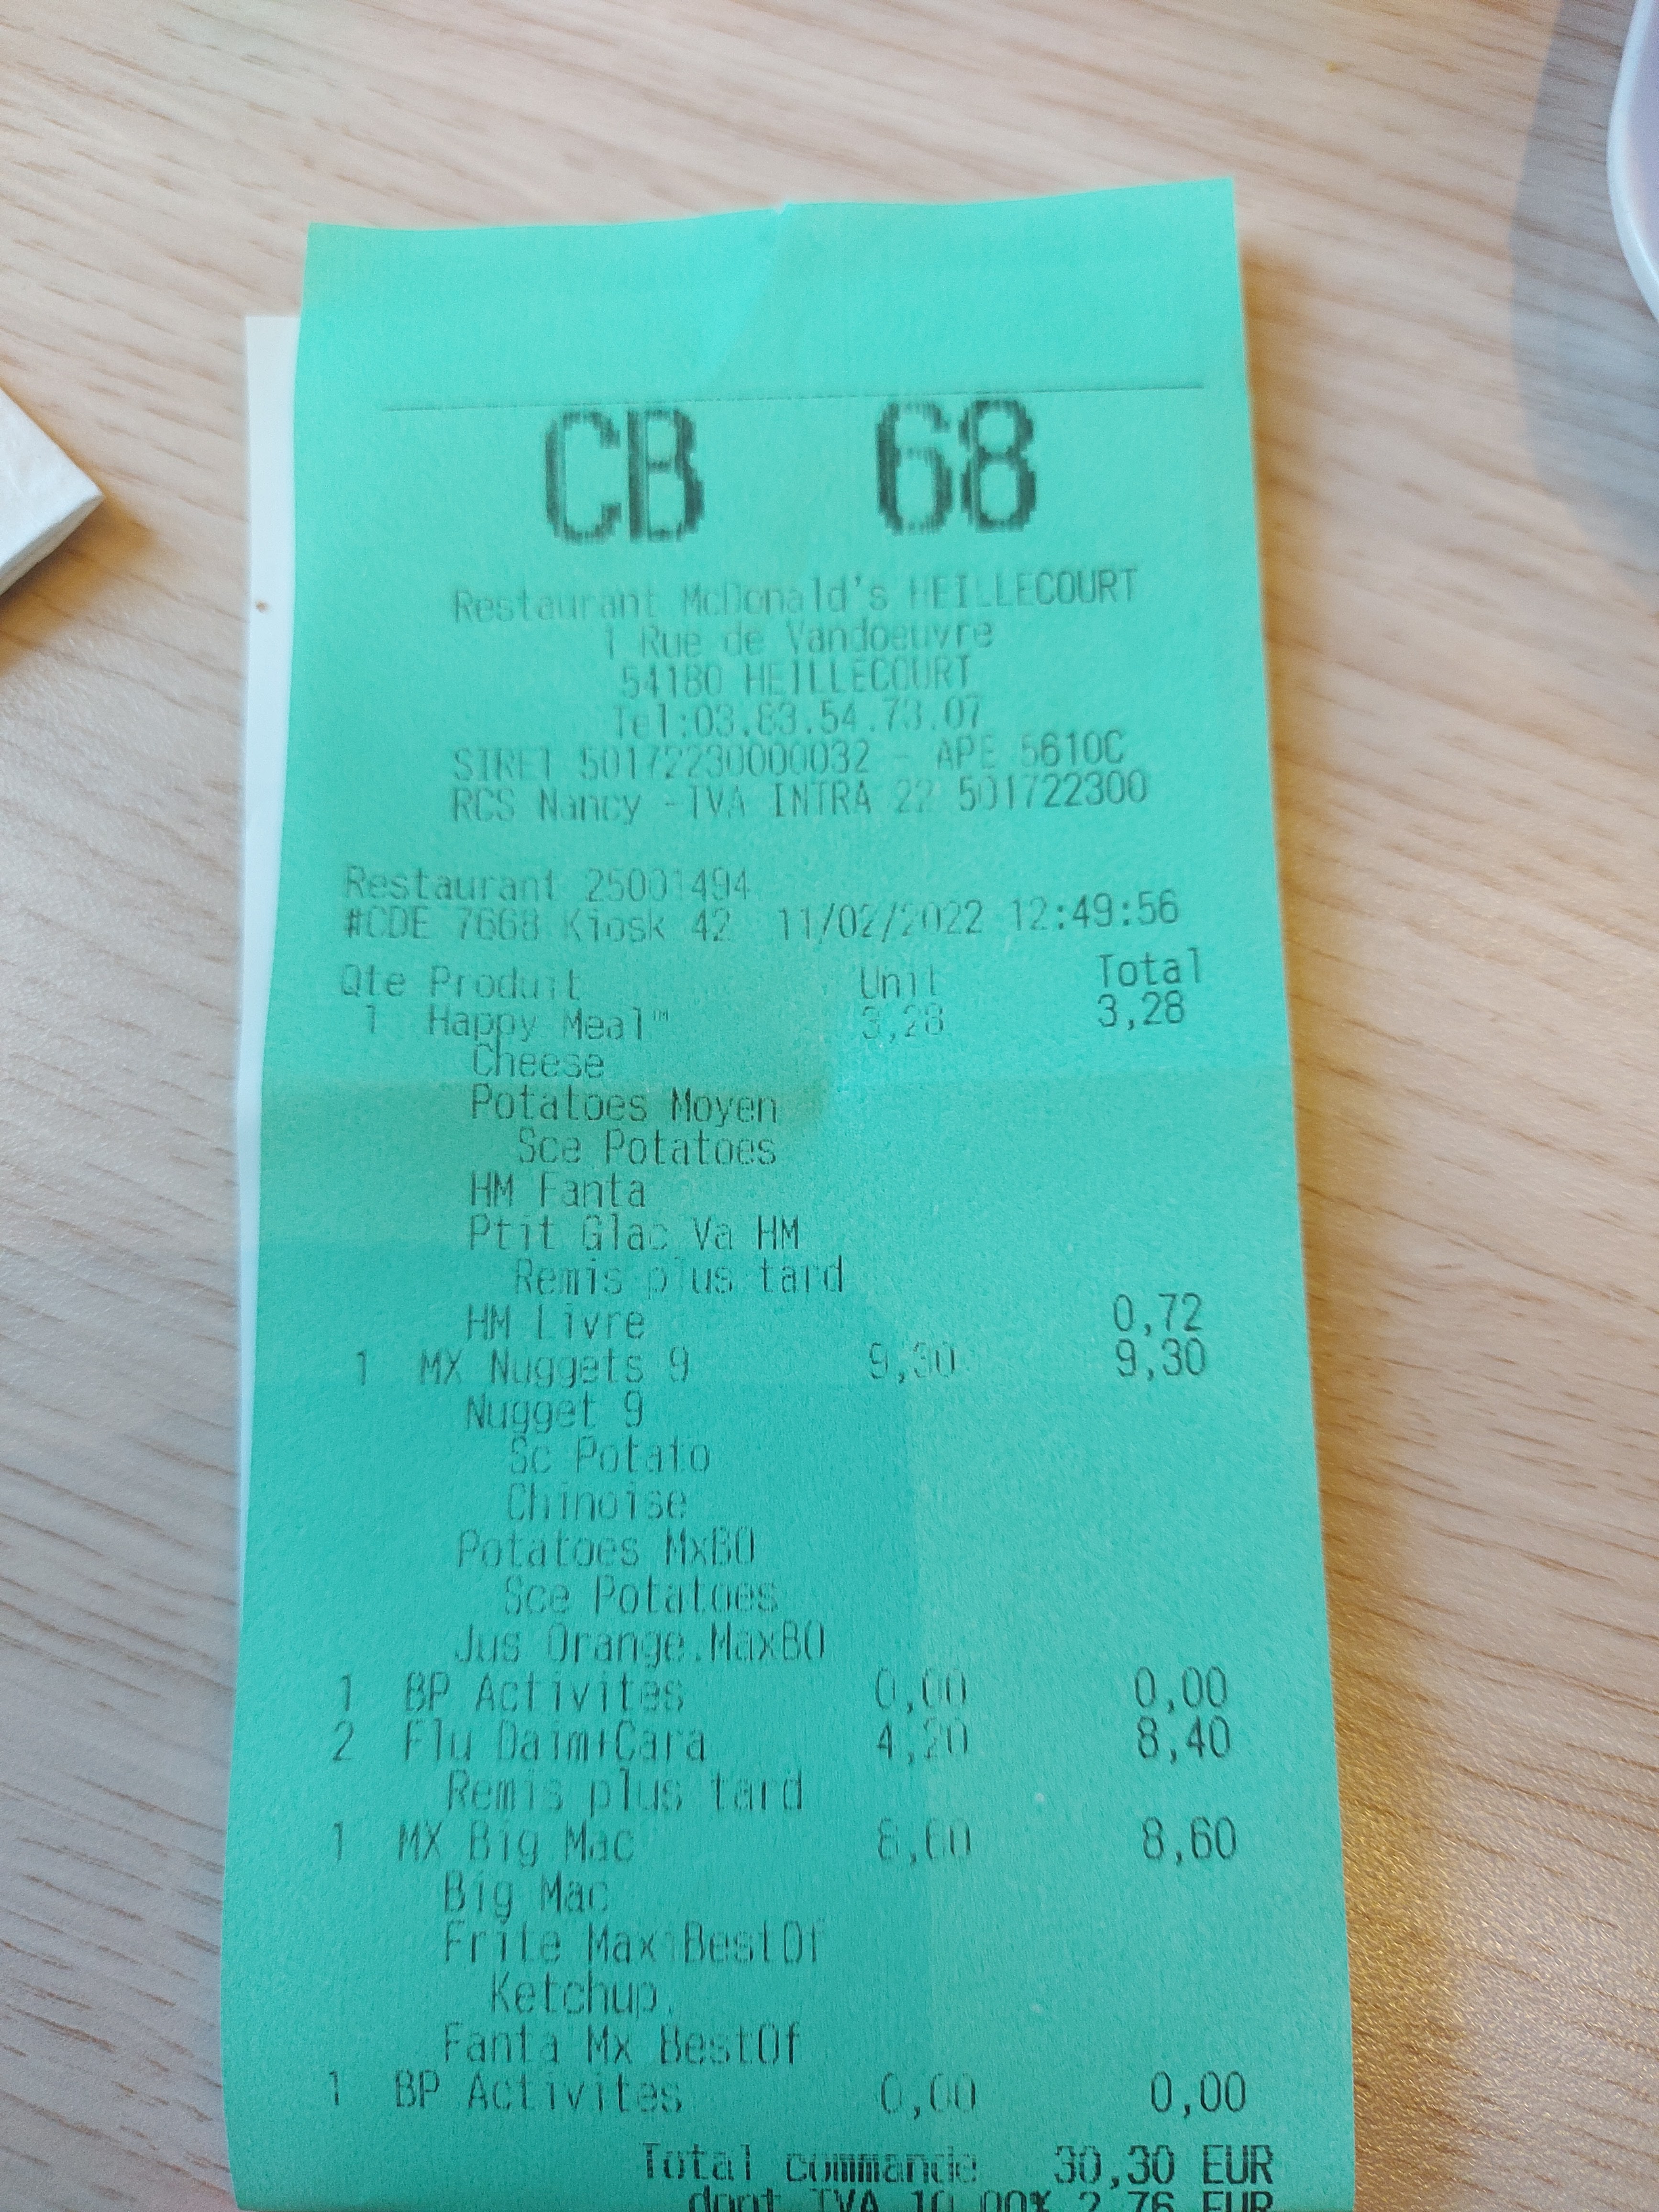 CB 68
Restaurant McDonald's HEILLECOURT
1 Rue de Vandoeuvre
54180 HEILLECOURT
Tel:03.83.54.73.07
SIRET 50172230000032 - APE 5610C
RCS Nancy -TVA INTRA 22 501722300
Restaurant 25001494
#CDE 7668 Kiosk 42 11/02/2022 12:49:56
Qte Produit Unit Total
1 Happy Meal™ 3,28 3,28
Cheese
Potatoes Moyen
Sce Potatoes
HM Fanta
Ptit Glac Va HM
Remis plus tard
HM Livre 0,72
1 MX Nuggets 9 9,30 9,30
Nugget 9
Sc Potato
Chinoise
Potatoes MxBO
Sce Potatoes
Jus Orange.MaxBO
1 BP Activites 0,00 0,00
2 Flu Daim+Cara 4,20 8,40
Remis plus tard
1 MX Big Mac 8,60 8,60
Big Mac
Frite Max BestOf
Ketchup.
Fanta Mx BestOf
1 BP Activites 0,00 0,00
Total commande 30,30 EUR
dont TVA 10,00% 2,76 EUR